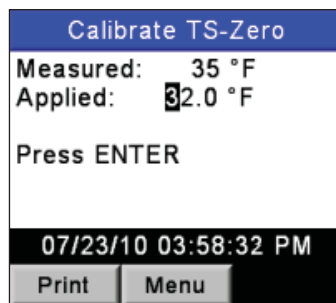 Calibrate TS-Zero
Measured: 35 °F
Applied: 32.0 °F
Press ENTER
07/23/10 03:58:32 PM
Print Menu